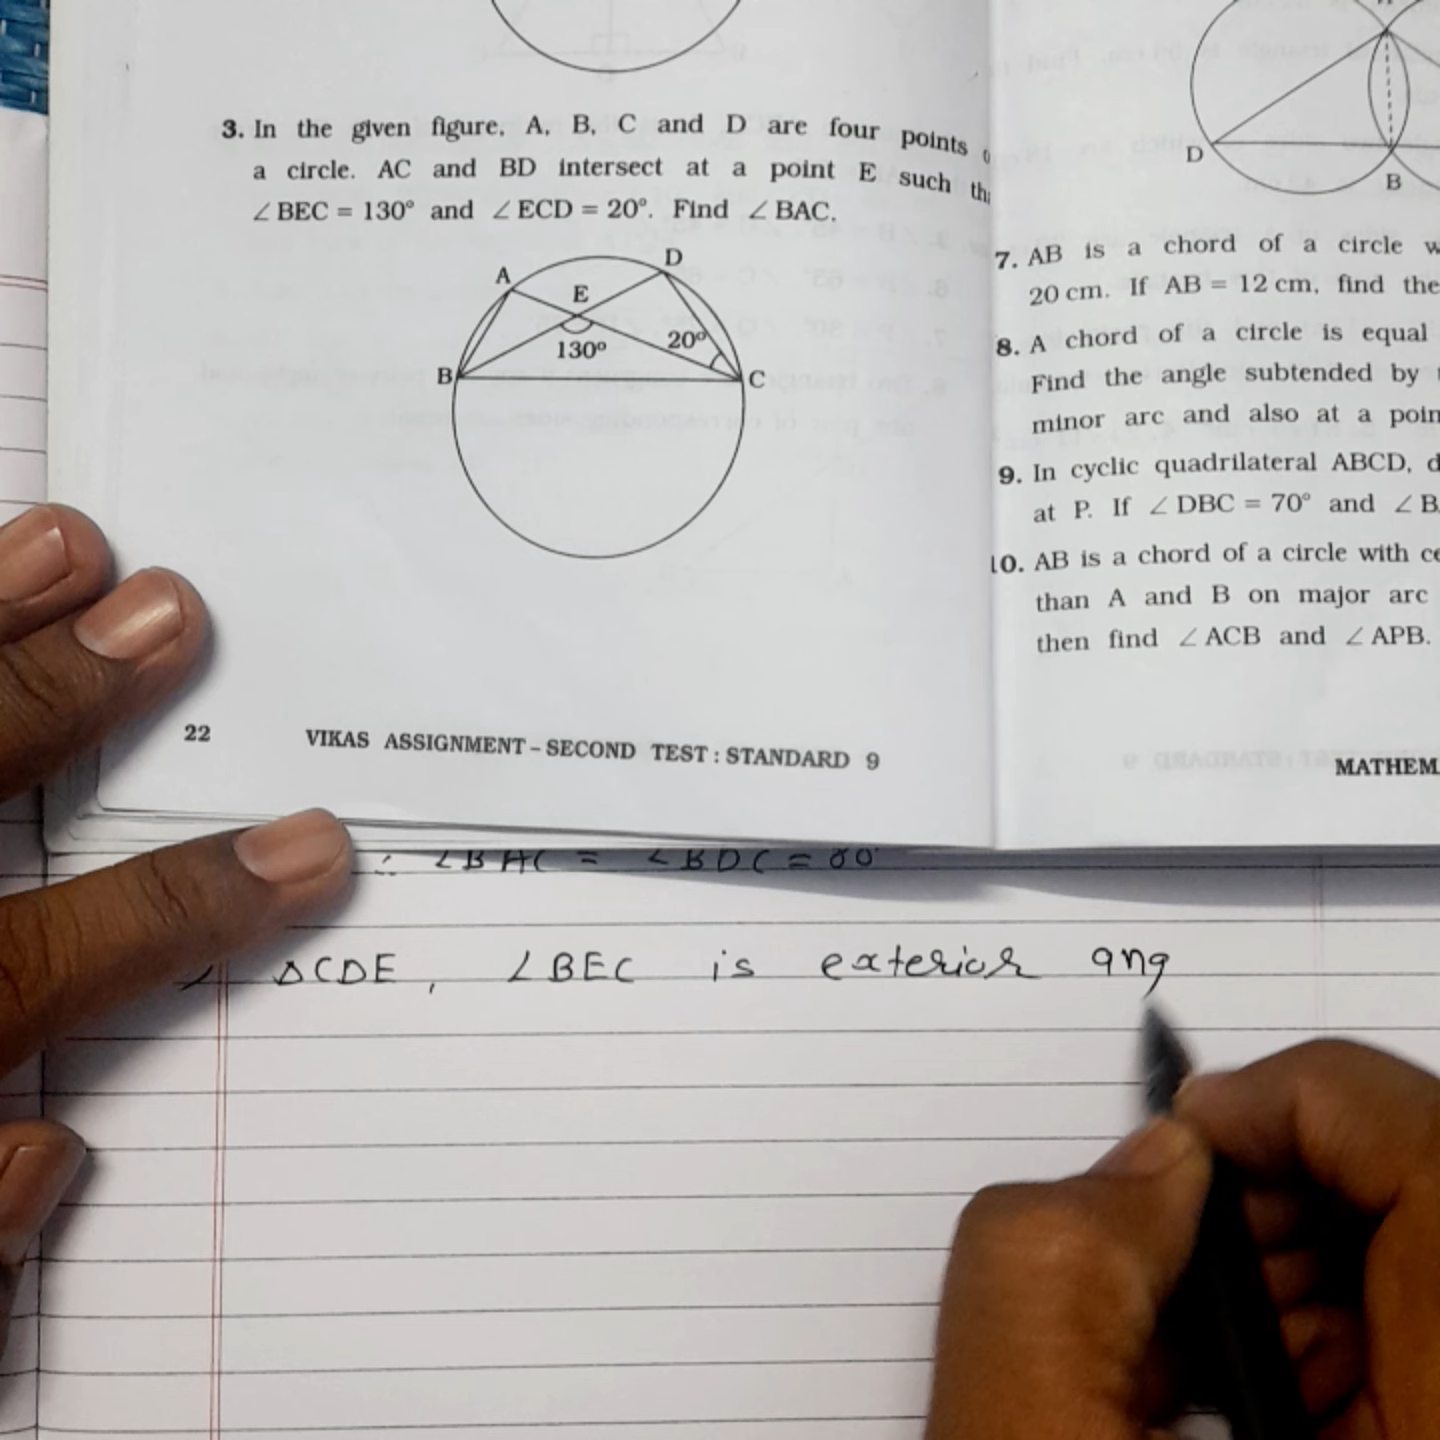 3. In the given figure, A, B, C and D are four points
a circle. AC and BD intersect at a point E such
∠BEC = 130° and ∠ECD = 20°. Find ∠BAC.
A
D
E
130°
20°
B
C
22
VIKAS ASSIGNMENT – SECOND TEST : STANDARD 9
D
B
7. AB is a chord of a circle w
20 cm. If AB = 12 cm, find the
8. A chord of a circle is equal
Find the angle subtended by
minor arc and also at a poin
9. In cyclic quadrilateral ABCD, d
at P. If ∠DBC = 70° and ∠B
10. AB is a chord of a circle with ce
than A and B on major arc
then find ∠ACB and ∠APB.
MATHEM
∴ ∠BAC = ∠BDC =
ΔCDE, ∠BEC is exterior ang